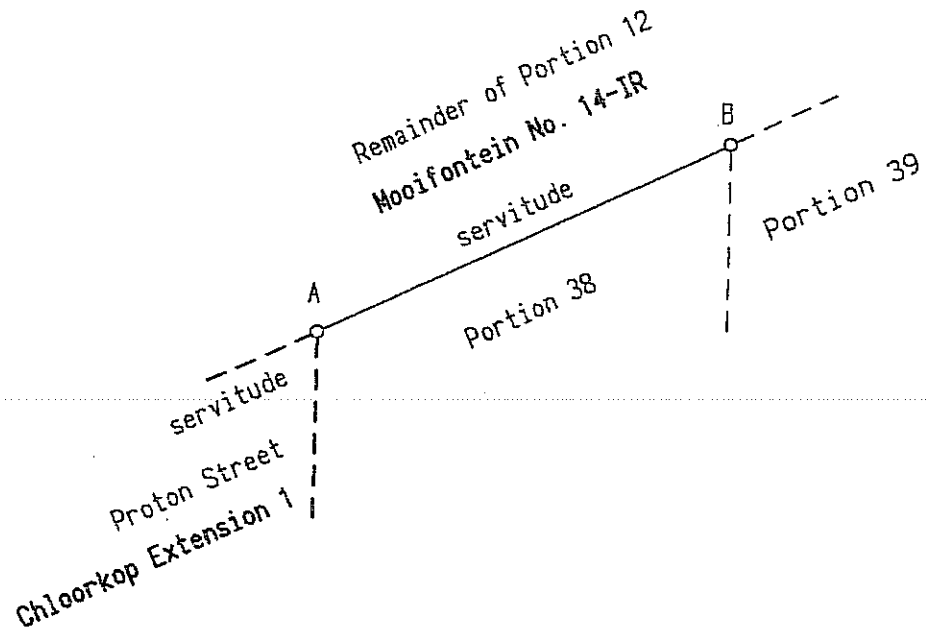 Remainder of Portion 12
Mooifontein No. 14-IR
B
servitude
Portion 39
A
Portion 38
servitude
Proton Street
Chloorkop Extension 1